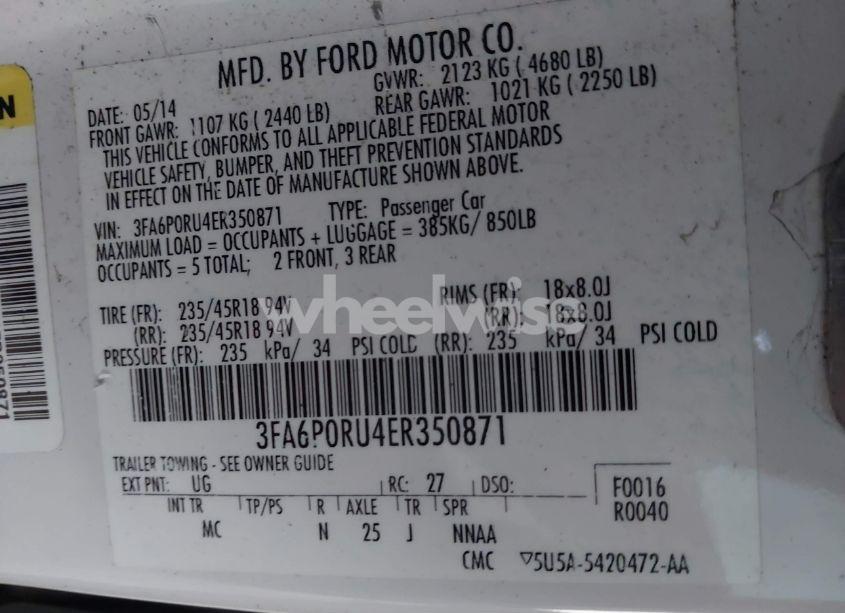 MFD. BY FORD MOTOR CO.
DATE: 05/14 GVWR: 2123 KG ( 4680 LB)
FRONT GAWR: 1107 KG ( 2440 LB) REAR GAWR: 1021 KG ( 2250 LB)
THIS VEHICLE CONFORMS TO ALL APPLICABLE FEDERAL MOTOR
VEHICLE SAFETY, BUMPER, AND THEFT PREVENTION STANDARDS
IN EFFECT ON THE DATE OF MANUFACTURE SHOWN ABOVE.
VIN: 3FA6P0RU4ER350871 TYPE: Passenger Car
MAXIMUM LOAD = OCCUPANTS + LUGGAGE = 385KG/ 850LB
OCCUPANTS = 5 TOTAL; 2 FRONT, 3 REAR
TIRE (FR): 235/45R18 94V RIMS (FR): 18x8.0J
(RR): 235/45R18 94V (RR): 18x8.0J
PRESSURE (FR): 235 kPa/ 34 PSI COLD (RR): 235 kPa/ 34 PSI COLD
wheelwise
3FA6P0RU4ER350871
TRAILER TOWING - SEE OWNER GUIDE
EXT PNT: UG RC: 27 DSO: F0016
INT TR TP/PS R AXLE TR SPR R0040
MC N 25 J NNAA
CMC ▽5U5A-5420472-AA
N